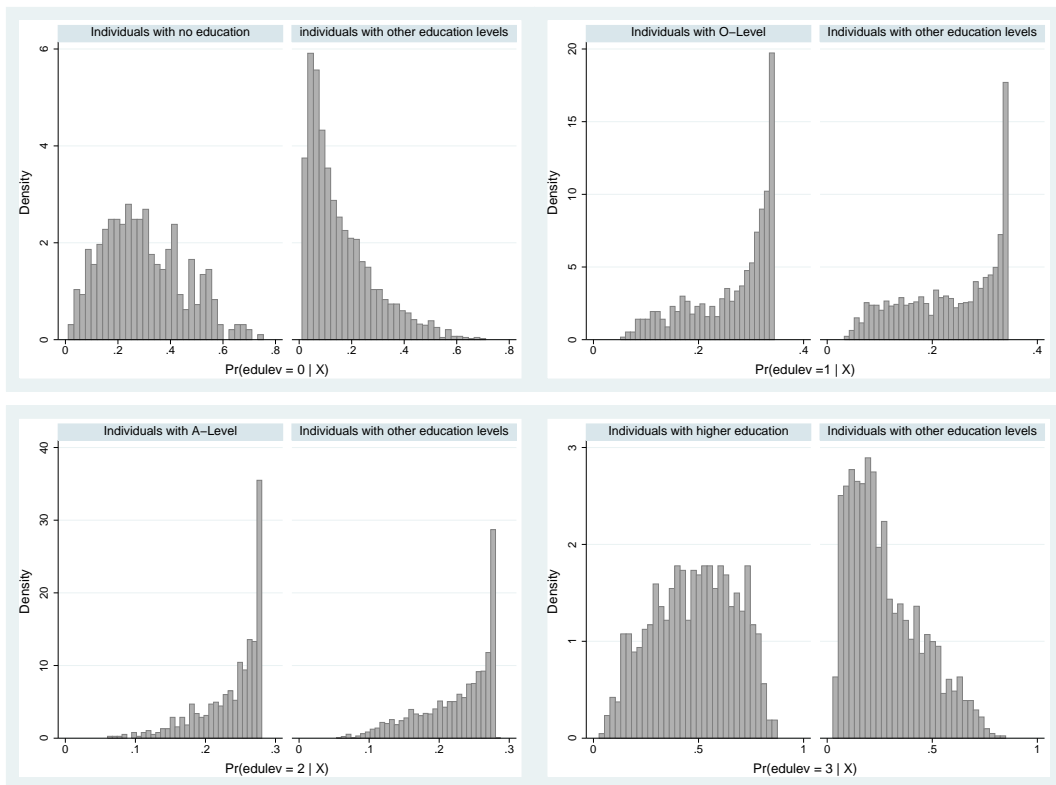 Individuals with no education
individuals with other education levels
Density
6
4
2
0
0 .2 .4 .6 .8
0 .2 .4 .6 .8
Pr(edulev = 0 | X)
Individuals with O−Level
Individuals with other education levels
Density
20
15
10
5
0
0 .2 .4
0 .2 .4
Pr(edulev =1 | X)
Individuals with A−Level
Individuals with other education levels
Density
40
30
20
10
0
0 .1 .2 .3
0 .1 .2 .3
Pr(edulev = 2 | X)
Individuals with higher education
Individuals with other education levels
Density
3
2
1
0
0 .5 1
0 .5 1
Pr(edulev = 3 | X)